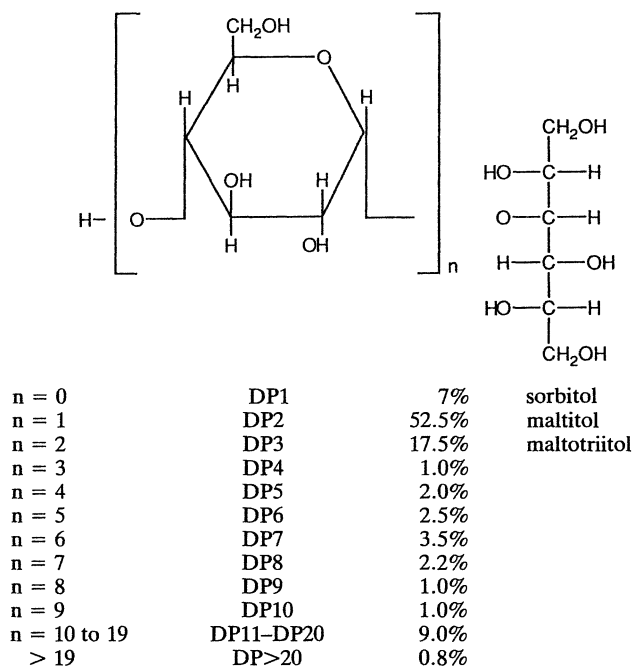 CH2OH
O
H
H
H
OH
H
H– O
H
OH
n
CH2OH
HO–C–H
O–C–H
H–C–OH
HO–C–H
CH2OH
n = 0 DP1 7% sorbitol
n = 1 DP2 52.5% maltitol
n = 2 DP3 17.5% maltotriitol
n = 3 DP4 1.0%
n = 4 DP5 2.0%
n = 5 DP6 2.5%
n = 6 DP7 3.5%
n = 7 DP8 2.2%
n = 8 DP9 1.0%
n = 9 DP10 1.0%
n = 10 to 19 DP11–DP20 9.0%
> 19 DP>20 0.8%